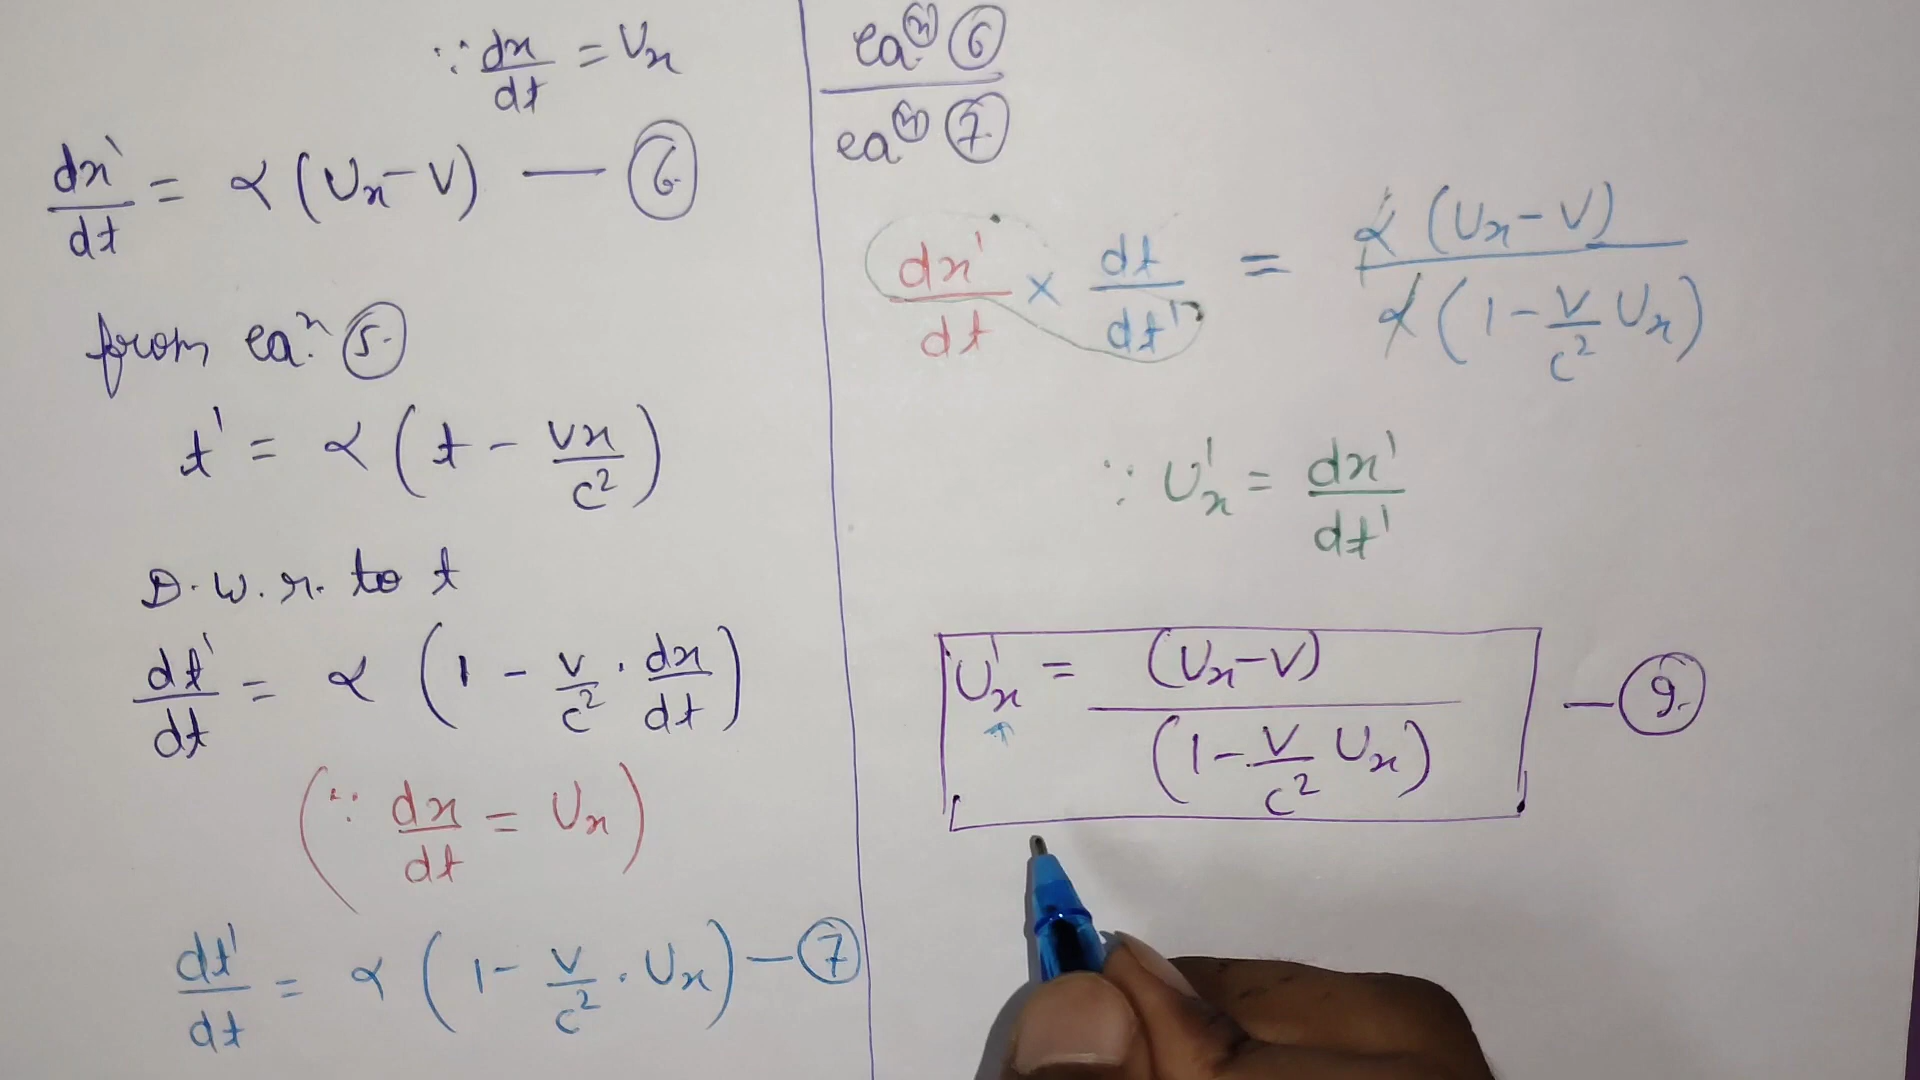 ∵ dx/dt = Ux
dx'/dt = α (Ux - V) — ⑥
from eqⁿ. ⑤
t' = α (t - Vx/c²)
D. w. r. to t
dt'/dt = α (1 - V/c² . dx/dt)
(∵ dx/dt = Ux)
dt'/dt = α (1 - V/c² . Ux) — ⑦
eqⁿ ⑥
eqⁿ ⑦
dx'/dt × dt/dt' = α (Ux - V) / α (1 - V/c² Ux)
∵ U'x = dx'/dt'
U'x = (Ux - V) / (1 - V/c² Ux) — ⑨